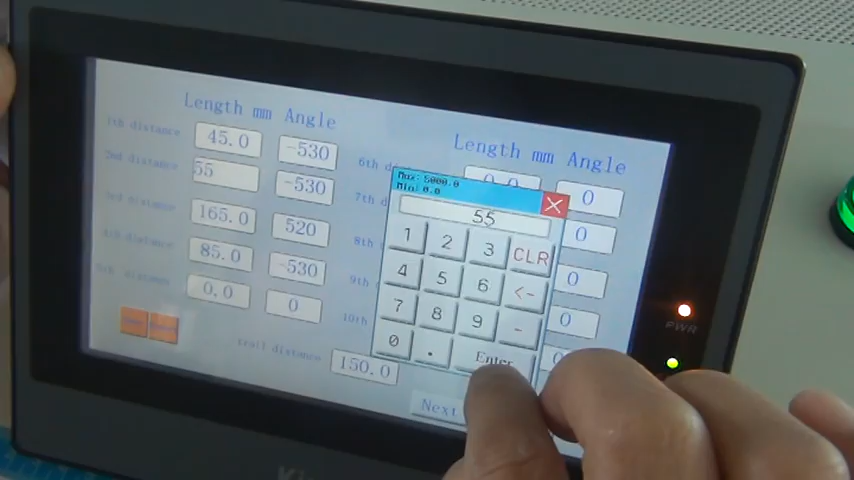 Length mm Angle
1th distance 45.0 -530
2nd distance 55 -530
3rd distance 165.0 520
4th distance 85.0 -530
5th distance 0.0 0
trail distance 150.0
Length mm Angle
6th d 0.0 0
7th d 0
8th 0
9th 0
10th 0
Next
Max: 5000.0
Min: 0.0
55
1 2 3 CLR
4 5 6 <-
7 8 9 -
0 . Enter
PWR